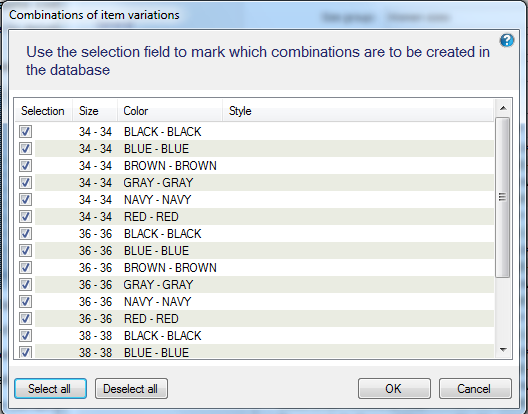 Combinations of item variations
Use the selection field to mark which combinations are to be created in
the database
Selection Size Color Style
34 - 34 BLACK - BLACK
34 - 34 BLUE - BLUE
34 - 34 BROWN - BROWN
34 - 34 GRAY - GRAY
34 - 34 NAVY - NAVY
34 - 34 RED - RED
36 - 36 BLACK - BLACK
36 - 36 BLUE - BLUE
36 - 36 BROWN - BROWN
36 - 36 GRAY - GRAY
36 - 36 NAVY - NAVY
36 - 36 RED - RED
38 - 38 BLACK - BLACK
38 - 38 BLUE - BLUE
Select all Deselect all OK Cancel